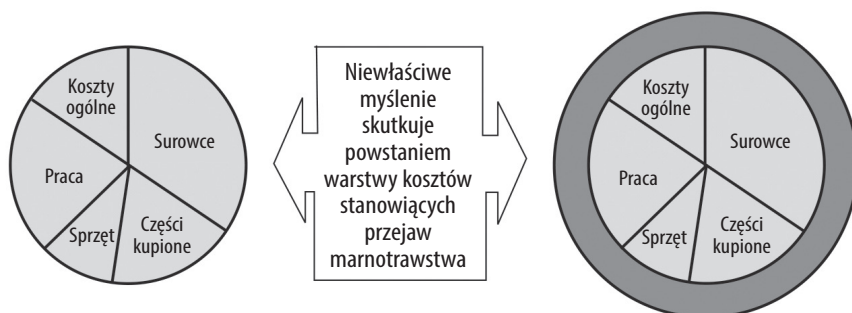 Koszty
ogólne
Surowce
Praca
Sprzęt
Części
kupione
Niewłaściwe
myślenie
skutkuje
powstaniem
warstwy kosztów
stanowiących
przejaw
marnotrawstwa
Koszty
ogólne
Surowce
Praca
Sprzęt
Części
kupione